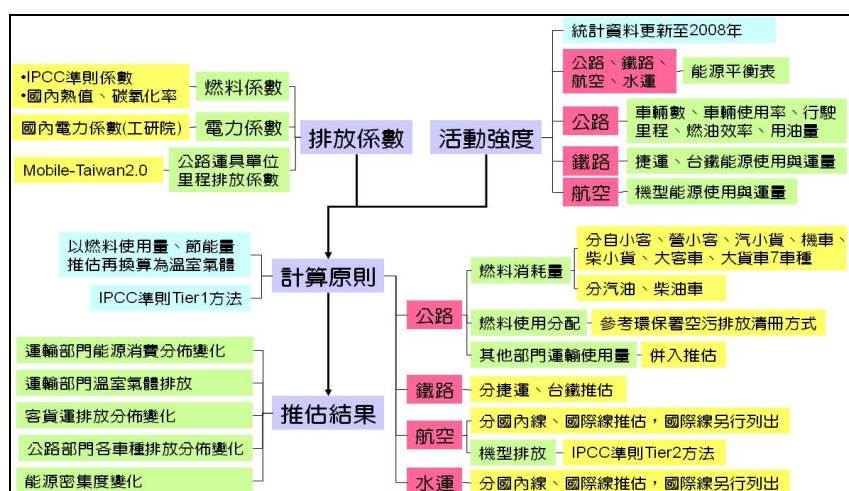 •IPCC準則係數
•國內熱值、碳氧化率
燃料係數
國內電力係數(工研院)
電力係數
Mobile-Taiwan2.0
公路運具單位
里程排放係數
排放係數
活動強度
統計資料更新至2008年
公路、鐵路、
航空、水運
能源平衡表
公路
車輛數、車輛使用率、行駛
里程、燃油效率、用油量
鐵路
捷運、台鐵能源使用與運量
航空
機型能源使用與運量
以燃料使用量、節能量
推估再換算為溫室氣體
IPCC準則Tier1方法
計算原則
公路
燃料消耗量
分自小客、營小客、汽小貨、機車、
柴小貨、大客車、大貨車7車種
分汽油、柴油車
燃料使用分配
參考環保署空污排放清冊方式
其他部門運輸使用量
併入推估
鐵路
分捷運、台鐵推估
航空
分國內線、國際線推估，國際線另行列出
機型排放
IPCC準則Tier2方法
水運
分國內線、國際線推估，國際線另行列出
運輸部門能源消費分佈變化
運輸部門溫室氣體排放
客貨運排放分佈變化
公路部門各車種排放分佈變化
能源密集度變化
推估結果